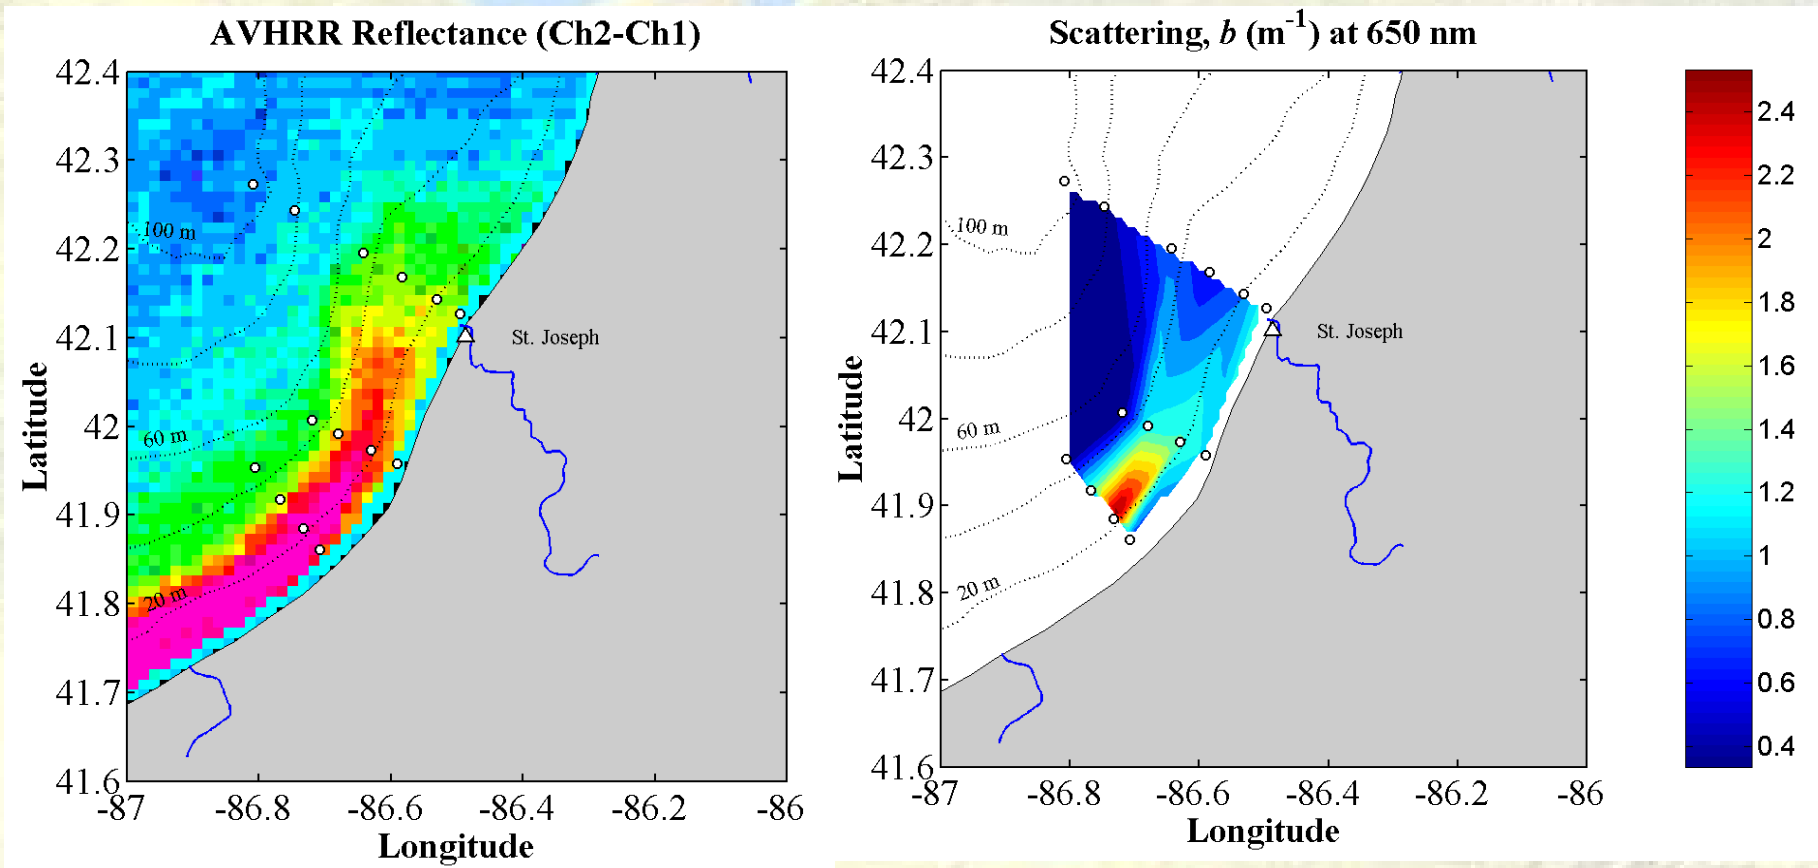 AVHRR Reflectance (Ch2-Ch1)
42.4
42.3
42.2
42.1
42
41.9
41.8
41.7
41.6
Latitude
100 m
60 m
20 m
St. Joseph
-87
-86.8
-86.6
-86.4
-86.2
-86
Longitude
Scattering, b (m-1) at 650 nm
42.4
42.3
42.2
42.1
42
41.9
41.8
41.7
41.6
Latitude
100 m
60 m
20 m
St. Joseph
-87
-86.8
-86.6
-86.4
-86.2
-86
Longitude
2.4
2.2
2
1.8
1.6
1.4
1.2
1
0.8
0.6
0.4